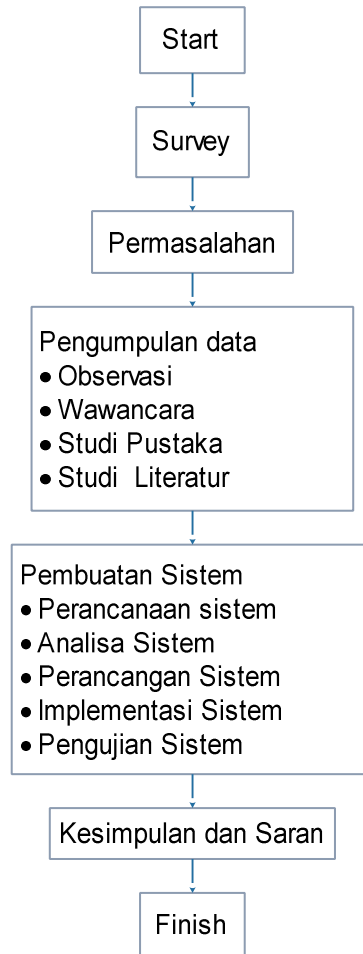 Start
Survey
Permasalahan
Pengumpulan data
• Observasi
• Wawancara
• Studi Pustaka
• Studi Literatur
Pembuatan Sistem
• Perancanaan sistem
• Analisa Sistem
• Perancangan Sistem
• Implementasi Sistem
• Pengujian Sistem
Kesimpulan dan Saran
Finish